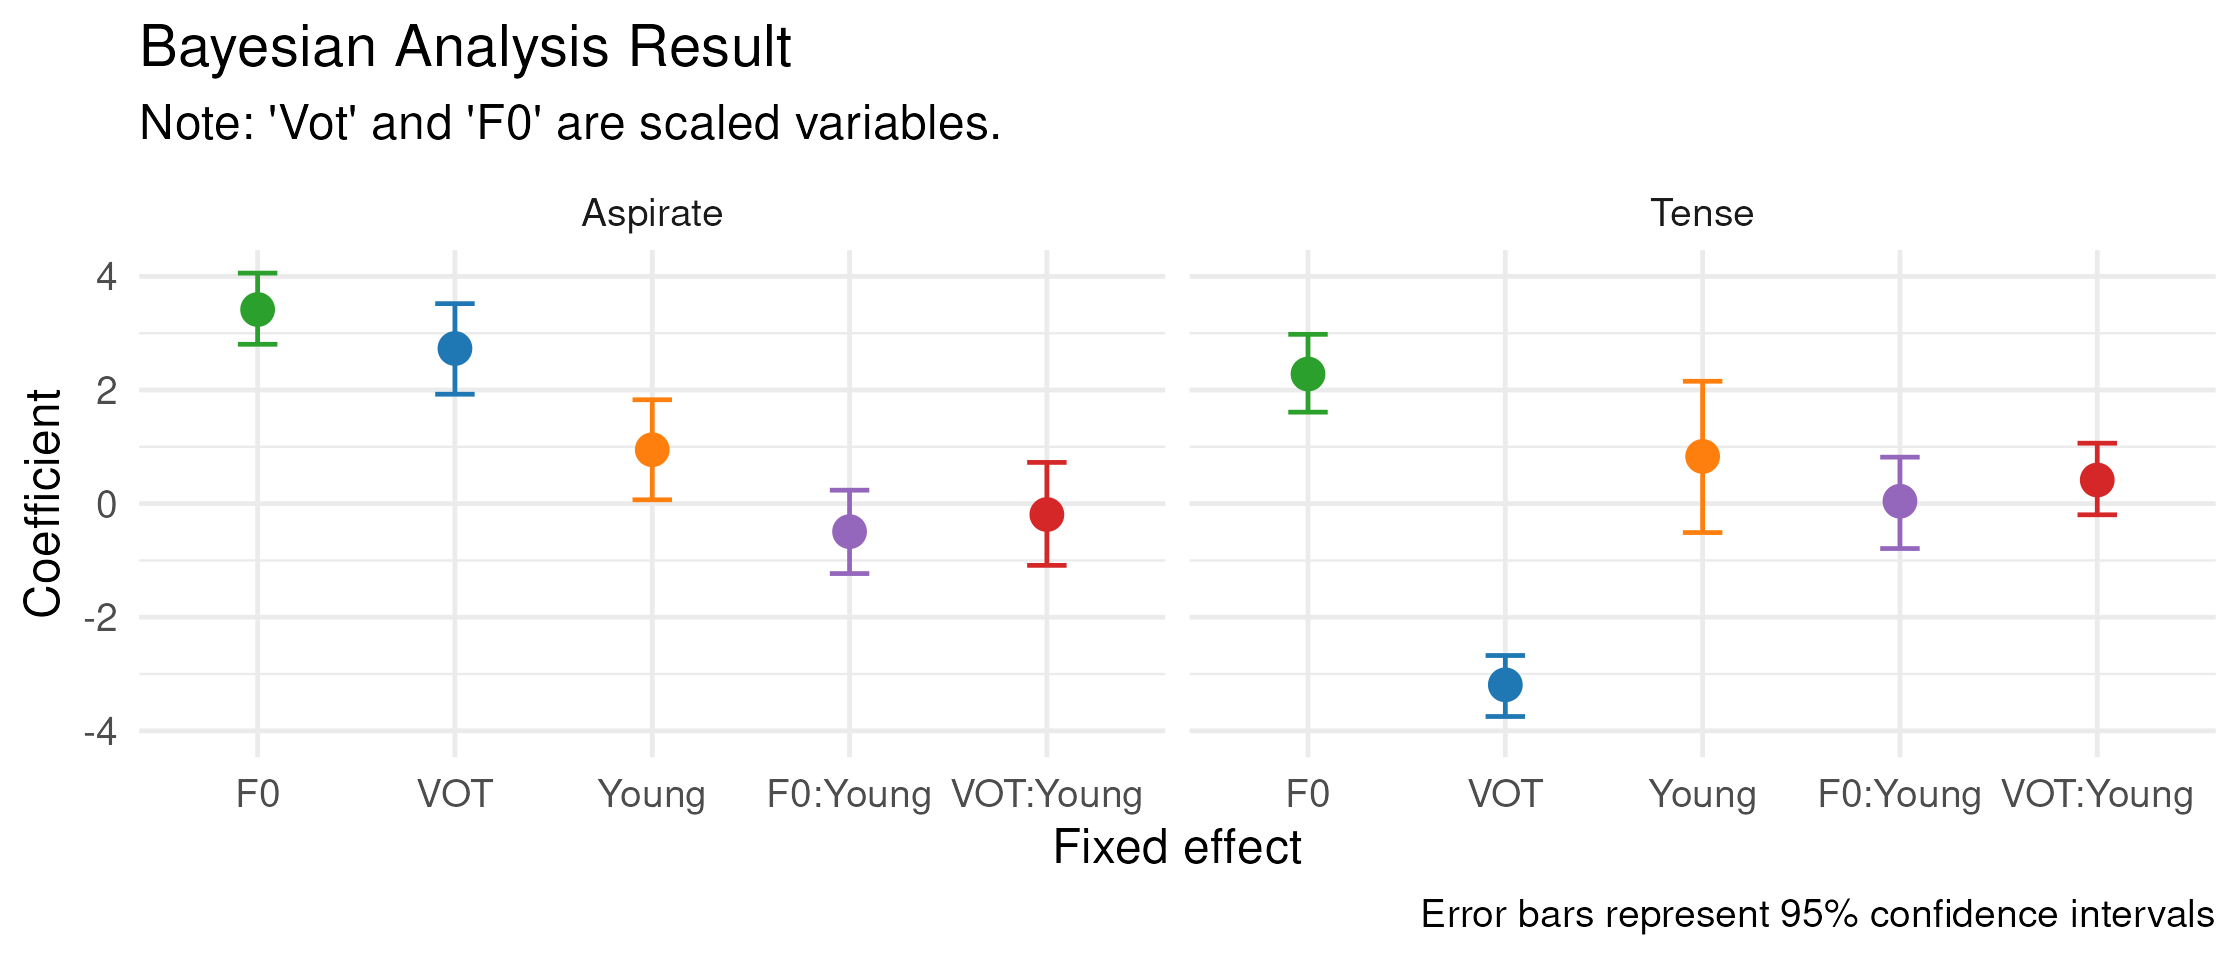 Bayesian Analysis Result
Note: 'Vot' and 'F0' are scaled variables.
Aspirate Tense
Coefficient
4
2
0
-2
-4
F0 VOT Young F0:Young VOT:Young F0 VOT Young F0:Young VOT:Young
Fixed effect
Error bars represent 95% confidence intervals